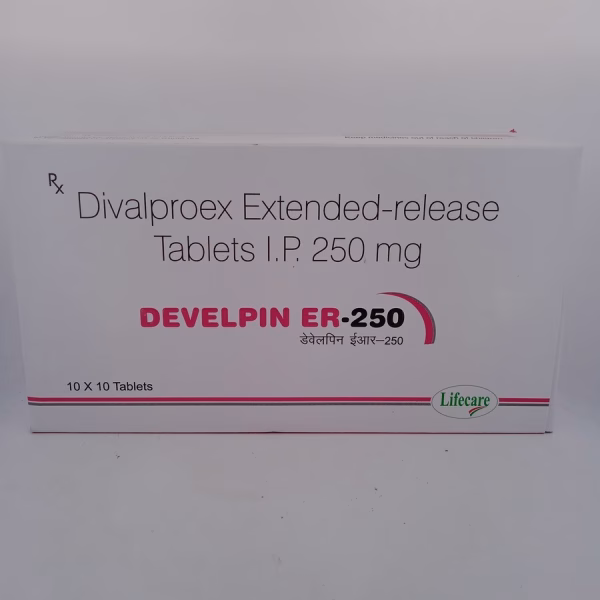 Rx
Divalproex Extended-release
Tablets I.P. 250 mg
DEVELPIN ER-250
डेवेलपिन ईआर-250
10 X 10 Tablets
Lifecare